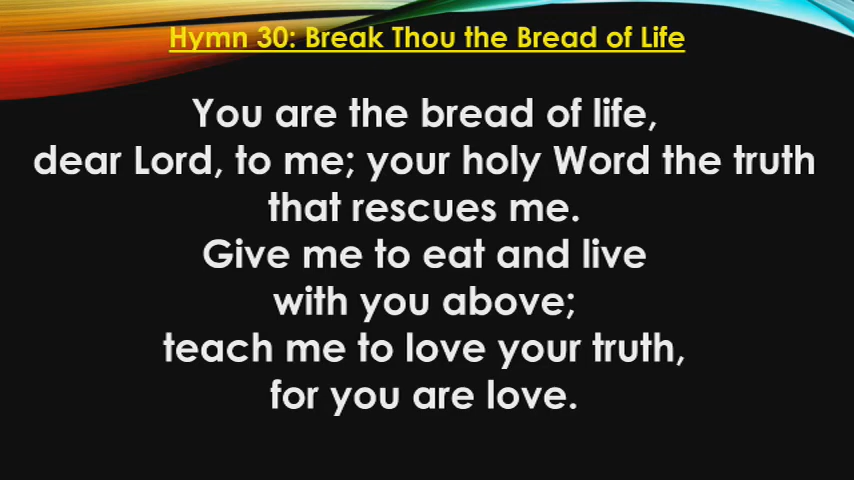 Hymn 30: Break Thou the Bread of Life
You are the bread of life,
dear Lord, to me; your holy Word the truth
that rescues me.
Give me to eat and live
with you above;
teach me to love your truth,
for you are love.